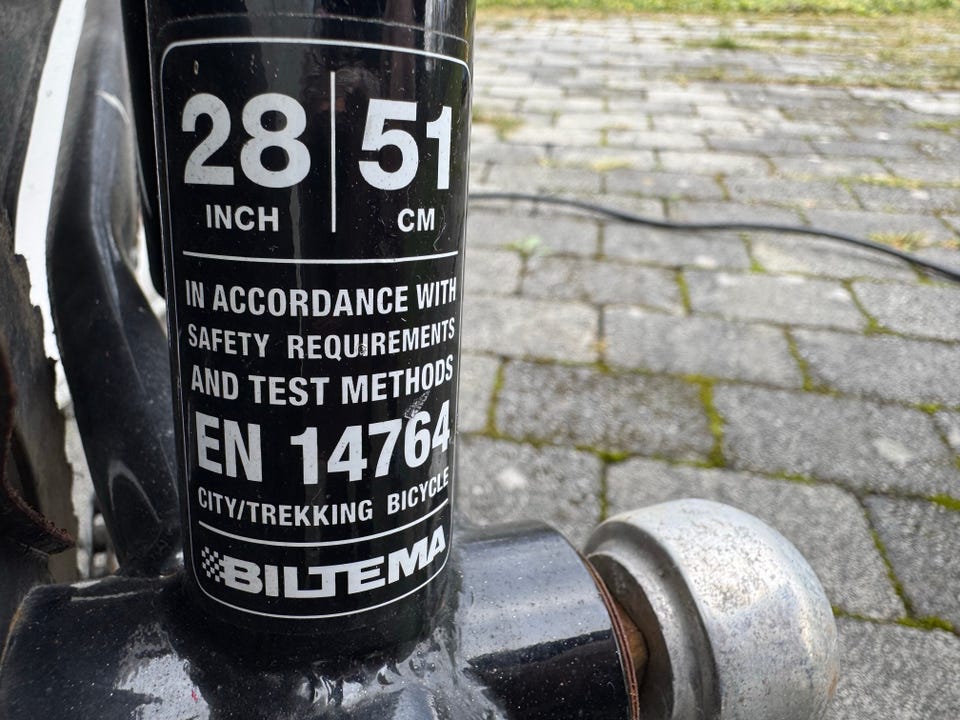 28 | 51
INCH CM
IN ACCORDANCE WITH
SAFETY REQUIREMENTS
AND TEST METHODS
EN 14764
CITY/TREKKING BICYCLE
BILTEMA